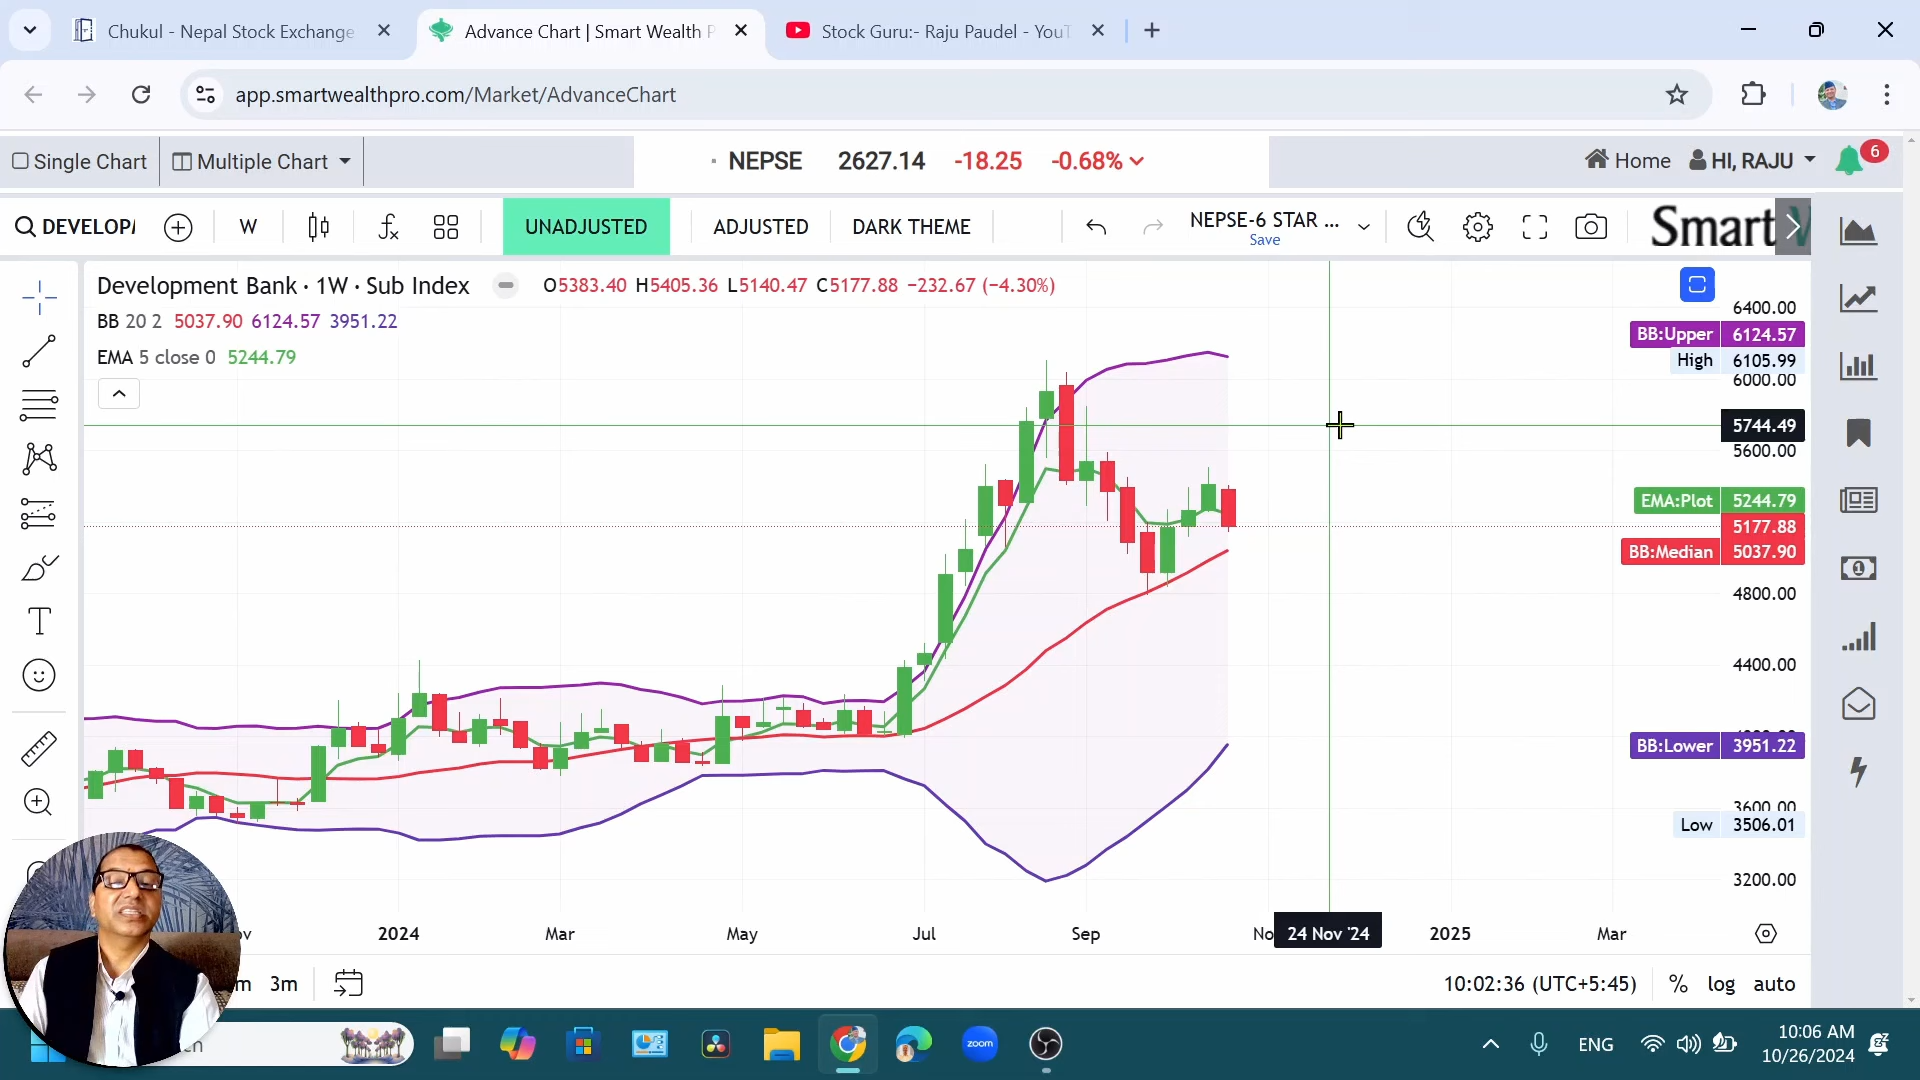 Chukul - Nepal Stock Exchange
Advance Chart | Smart Wealth P
Stock Guru:- Raju Paudel - YouT
app.smartwealthpro.com/Market/AdvanceChart
Single Chart
Multiple Chart
NEPSE 2627.14 -18.25 -0.68%
Home
HI, RAJU
6
DEVELOP
W
UNADJUSTED
ADJUSTED
DARK THEME
NEPSE-6 STAR ...
Save
Smart
Development Bank · 1W · Sub Index
O5383.40 H5405.36 L5140.47 C5177.88 −232.67 (−4.30%)
BB 20 2 5037.90 6124.57 3951.22
EMA 5 close 0 5244.79
6400.00
BB:Upper 6124.57
High 6105.99
6000.00
5744.49
5600.00
EMA:Plot 5244.79
5177.88
BB:Median 5037.90
4800.00
4400.00
BB:Lower 3951.22
3600.00
Low 3506.01
3200.00
2024 Mar May Jul Sep No 24 Nov '24 2025 Mar
m 3m
10:02:36 (UTC+5:45)
% log auto
zoom
ENG
10:06 AM
10/26/2024